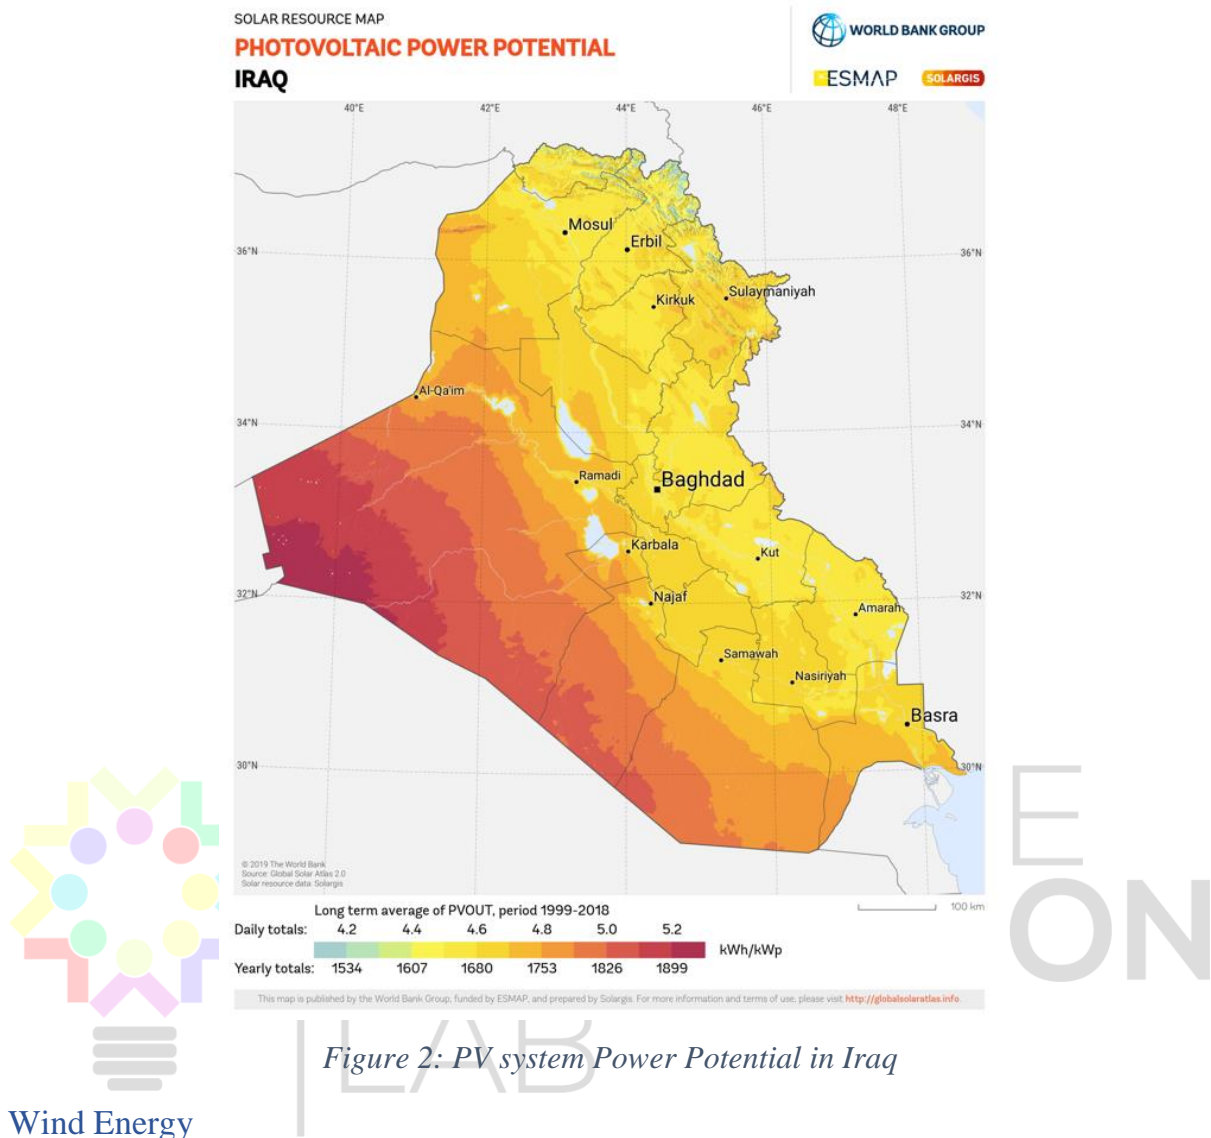 SOLAR RESOURCE MAP
PHOTOVOLTAIC POWER POTENTIAL
IRAQ
WORLD BANK GROUP
ESMAP
SOLARGIS
40°E 42°E 44°E 46°E 48°E
Mosul
Erbil
36°N 36°N
Kirkuk
Sulaymaniyah
Al-Qa'im
34°N 34°N
Ramadi
Baghdad
Karbala
Kut
32°N 32°N
Najaf
Amarah
Samawah
Nasiriyah
Basra
30°N 30°N
© 2019 The World Bank
Source: Global Solar Atlas 2.0
Solar resource data: Solargis
100 km
Long term average of PVOUT, period 1999-2018
Daily totals: 4.2 4.4 4.6 4.8 5.0 5.2
kWh/kWp
Yearly totals: 1534 1607 1680 1753 1826 1899
This map is published by the World Bank Group, funded by ESMAP, and prepared by Solargis. For more information and terms of use, please visit http://globalsolaratlas.info.
E
ON
LAB
Figure 2: PV system Power Potential in Iraq
Wind Energy